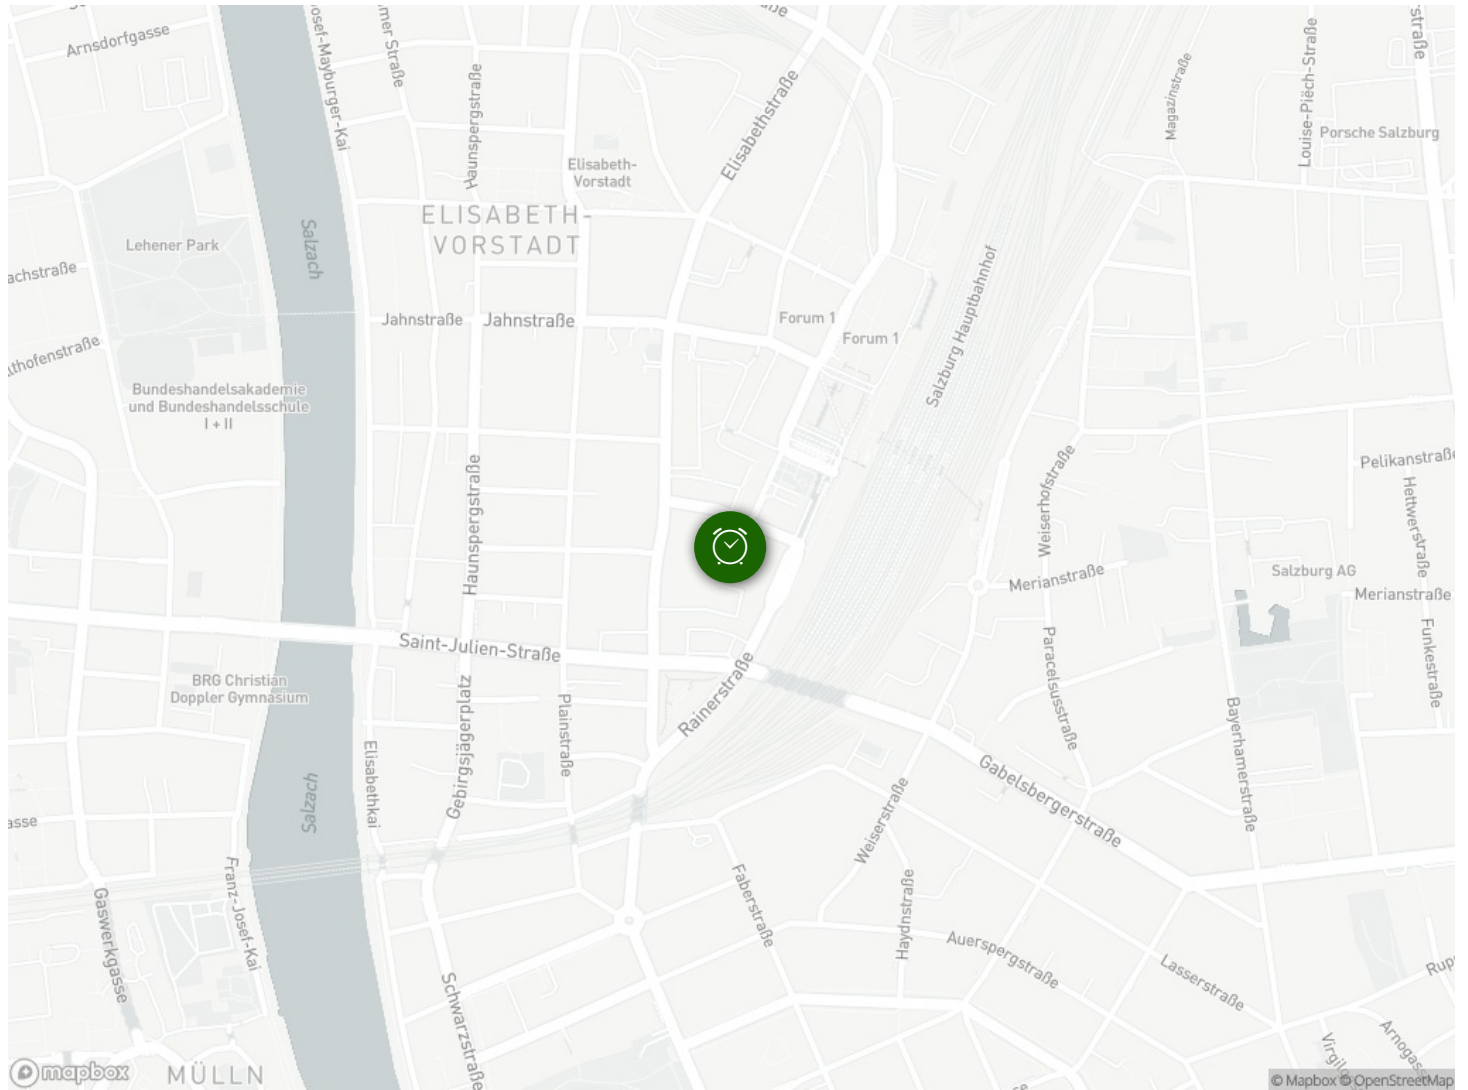 Arnsdorfgasse
Josef-Mayburger-Kai
Haunspergstraße
Elisabethstraße
Magazinstraße
Louise-Piëch-Straße
Porsche Salzburg
Elisabeth-
Vorstadt
ELISABETH-
VORSTADT
Lehener Park
Salzach
Jahnstraße
Jahnstraße
Forum 1
Forum 1
Salzburg Hauptbahnhof
Bundeshandelsakademie
und Bundeshandelsschule
I + II
Haunspergstraße
Weiserhofstraße
Pelikanstraße
Hettwerstraße
Merianstraße
Salzburg AG
Merianstraße
Funkestraße
Saint-Julien-Straße
BRG Christian
Doppler Gymnasium
Rainerstraße
Paracelsusstraße
Bayerhamerstraße
Plainstraße
Gebirgsjägerplatz
Elisabethkai
Salzach
Gabelsbergerstraße
Weiserstraße
Franz-Josef-Kai
Gaswerkgasse
Faberstraße
Haydnstraße
Auerspergstraße
Lasserstraße
Schwarzstraße
Arnogasse
mapbox
MÜLLN
© Mapbox © OpenStreetMap